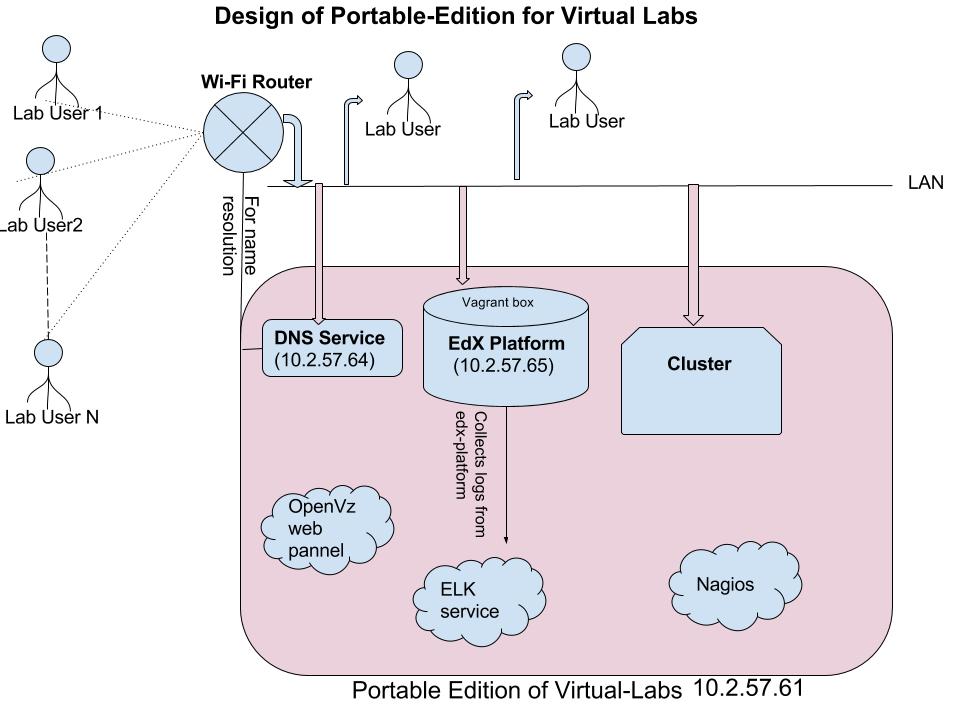 Design of Portable-Edition for Virtual Labs
Wi-Fi Router
Lab User 1
Lab User
Lab User
LAN
Lab User2
For name
resolution
Vagrant box
DNS Service
(10.2.57.64)
EdX Platform
(10.2.57.65)
Cluster
Lab User N
Collects logs from
edx-platform
OpenVz
web
pannel
ELK
service
Nagios
Portable Edition of Virtual-Labs 10.2.57.61